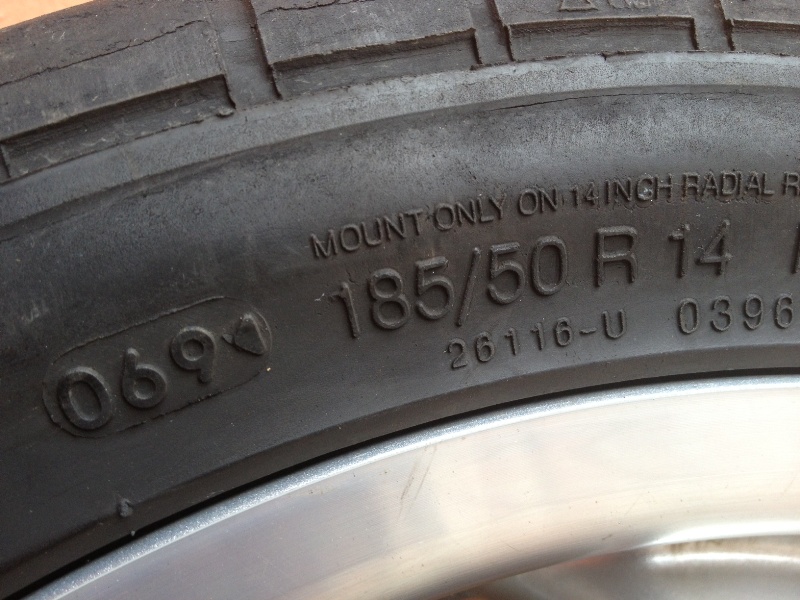 MOUNT ONLY ON 14 INCH RADIAL R
185/50 R 14
069◁
26116-U 0396